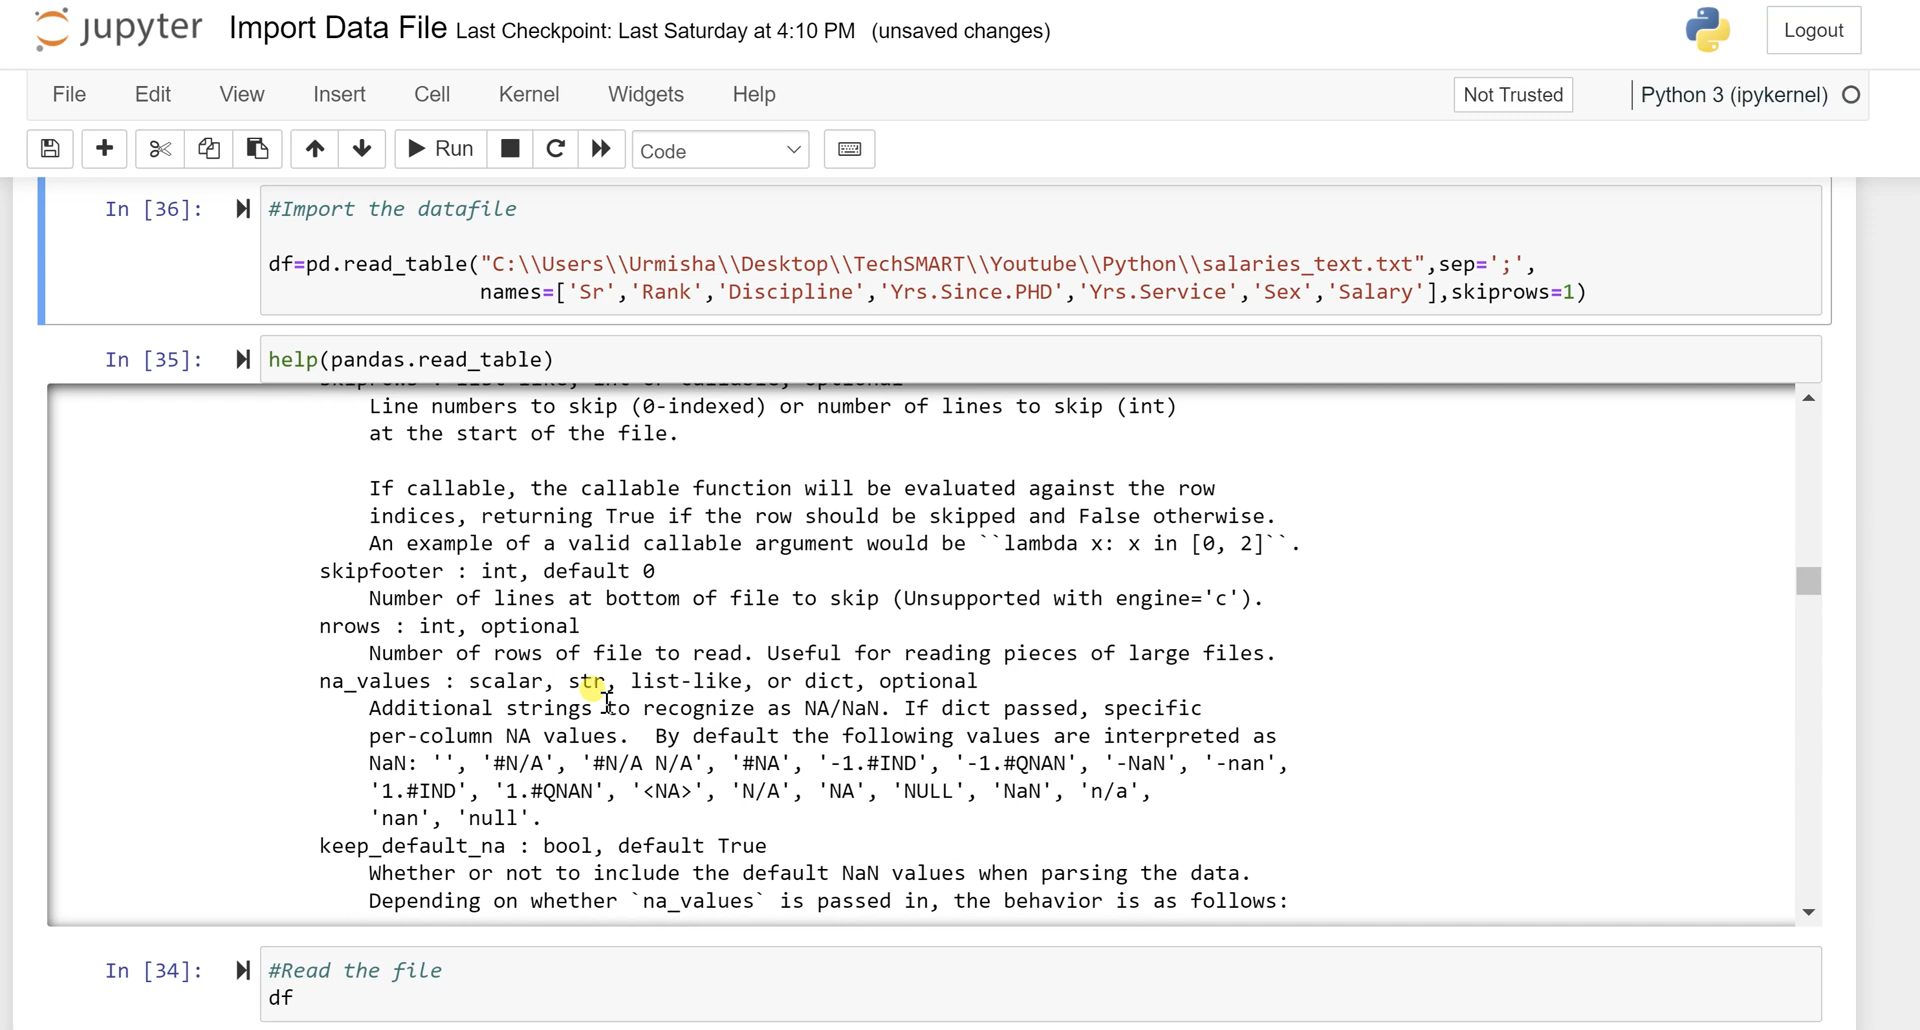 jupyter Import Data File Last Checkpoint: Last Saturday at 4:10 PM (unsaved changes)
Logout
File Edit View Insert Cell Kernel Widgets Help
Not Trusted
Python 3 (ipykernel)
Run
Code
In [36]:
#Import the datafile
df=pd.read_table("C:\\Users\\Urmisha\\Desktop\\TechSMART\\Youtube\\Python\\salaries_text.txt",sep=';',
names=['Sr','Rank','Discipline','Yrs.Since.PHD','Yrs.Service','Sex','Salary'],skiprows=1)
In [35]: help(pandas.read_table)
skiprows : list-like, int or callable, optional
Line numbers to skip (0-indexed) or number of lines to skip (int)
at the start of the file.
If callable, the callable function will be evaluated against the row
indices, returning True if the row should be skipped and False otherwise.
An example of a valid callable argument would be ``lambda x: x in [0, 2]``.
skipfooter : int, default 0
Number of lines at bottom of file to skip (Unsupported with engine='c').
nrows : int, optional
Number of rows of file to read. Useful for reading pieces of large files.
na_values : scalar, str, list-like, or dict, optional
Additional strings to recognize as NA/NaN. If dict passed, specific
per-column NA values.  By default the following values are interpreted as
NaN: '', '#N/A', '#N/A N/A', '#NA', '-1.#IND', '-1.#QNAN', '-NaN', '-nan',
'1.#IND', '1.#QNAN', '<NA>', 'N/A', 'NA', 'NULL', 'NaN', 'n/a',
'nan', 'null'.
keep_default_na : bool, default True
Whether or not to include the default NaN values when parsing the data.
Depending on whether `na_values` is passed in, the behavior is as follows:
In [34]: #Read the file
df